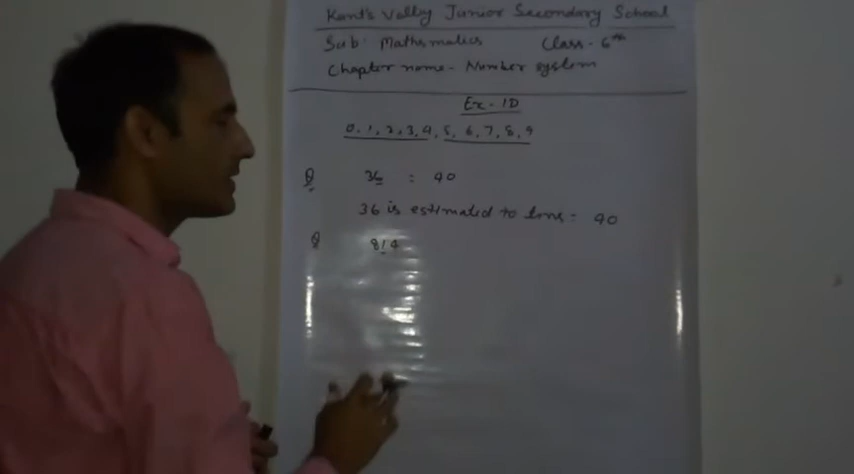 Kant's Valley Junior Secondary School
Sub: Mathematics Class - 6th
Chapter name - Number system
Ex - 1D
0, 1, 2, 3, 4, 5, 6, 7, 8, 9
Q 36 : 40
36 is estimated to tens = 40
Q 814